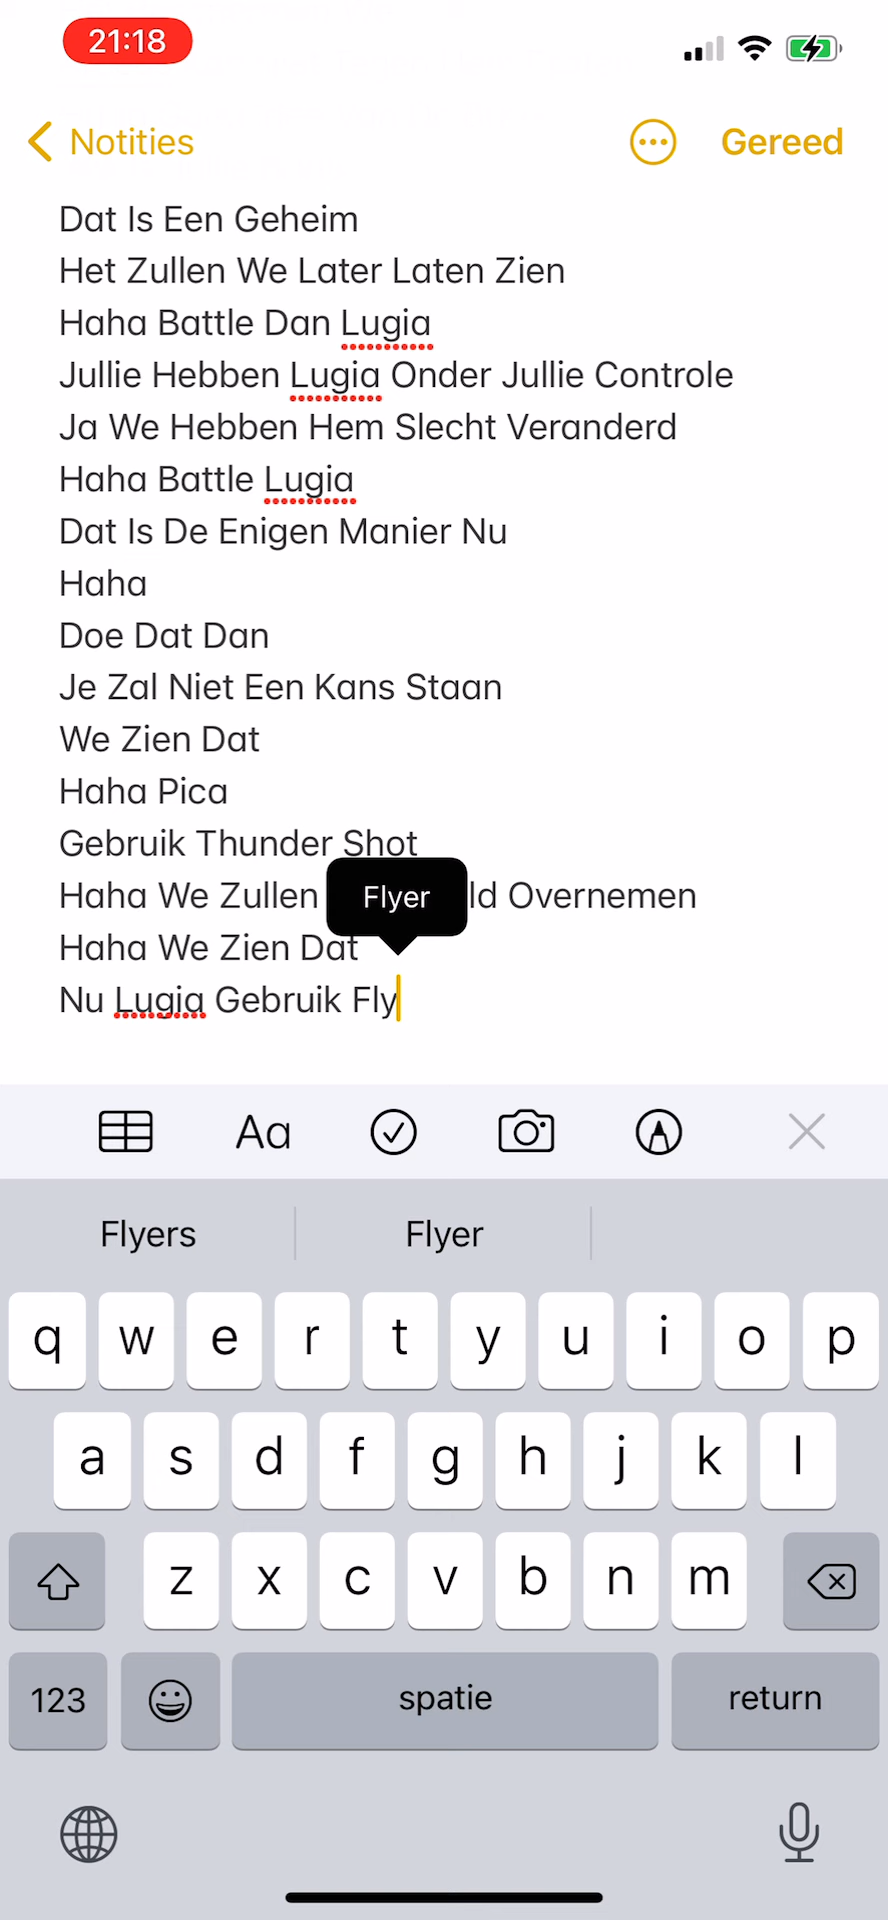 21:18
Notities
Gereed
Dat Is Een Geheim
Het Zullen We Later Laten Zien
Haha Battle Dan Lugia
Jullie Hebben Lugia Onder Jullie Controle
Ja We Hebben Hem Slecht Veranderd
Haha Battle Lugia
Dat Is De Enigen Manier Nu
Haha
Doe Dat Dan
Je Zal Niet Een Kans Staan
We Zien Dat
Haha Pica
Gebruik Thunder Shot
Haha We Zullen ld Overnemen
Flyer
Haha We Zien Dat
Nu Lugia Gebruik Fly
Aa
Flyers Flyer
q w e r t y u i o p
a s d f g h j k l
z x c v b n m
123 spatie return